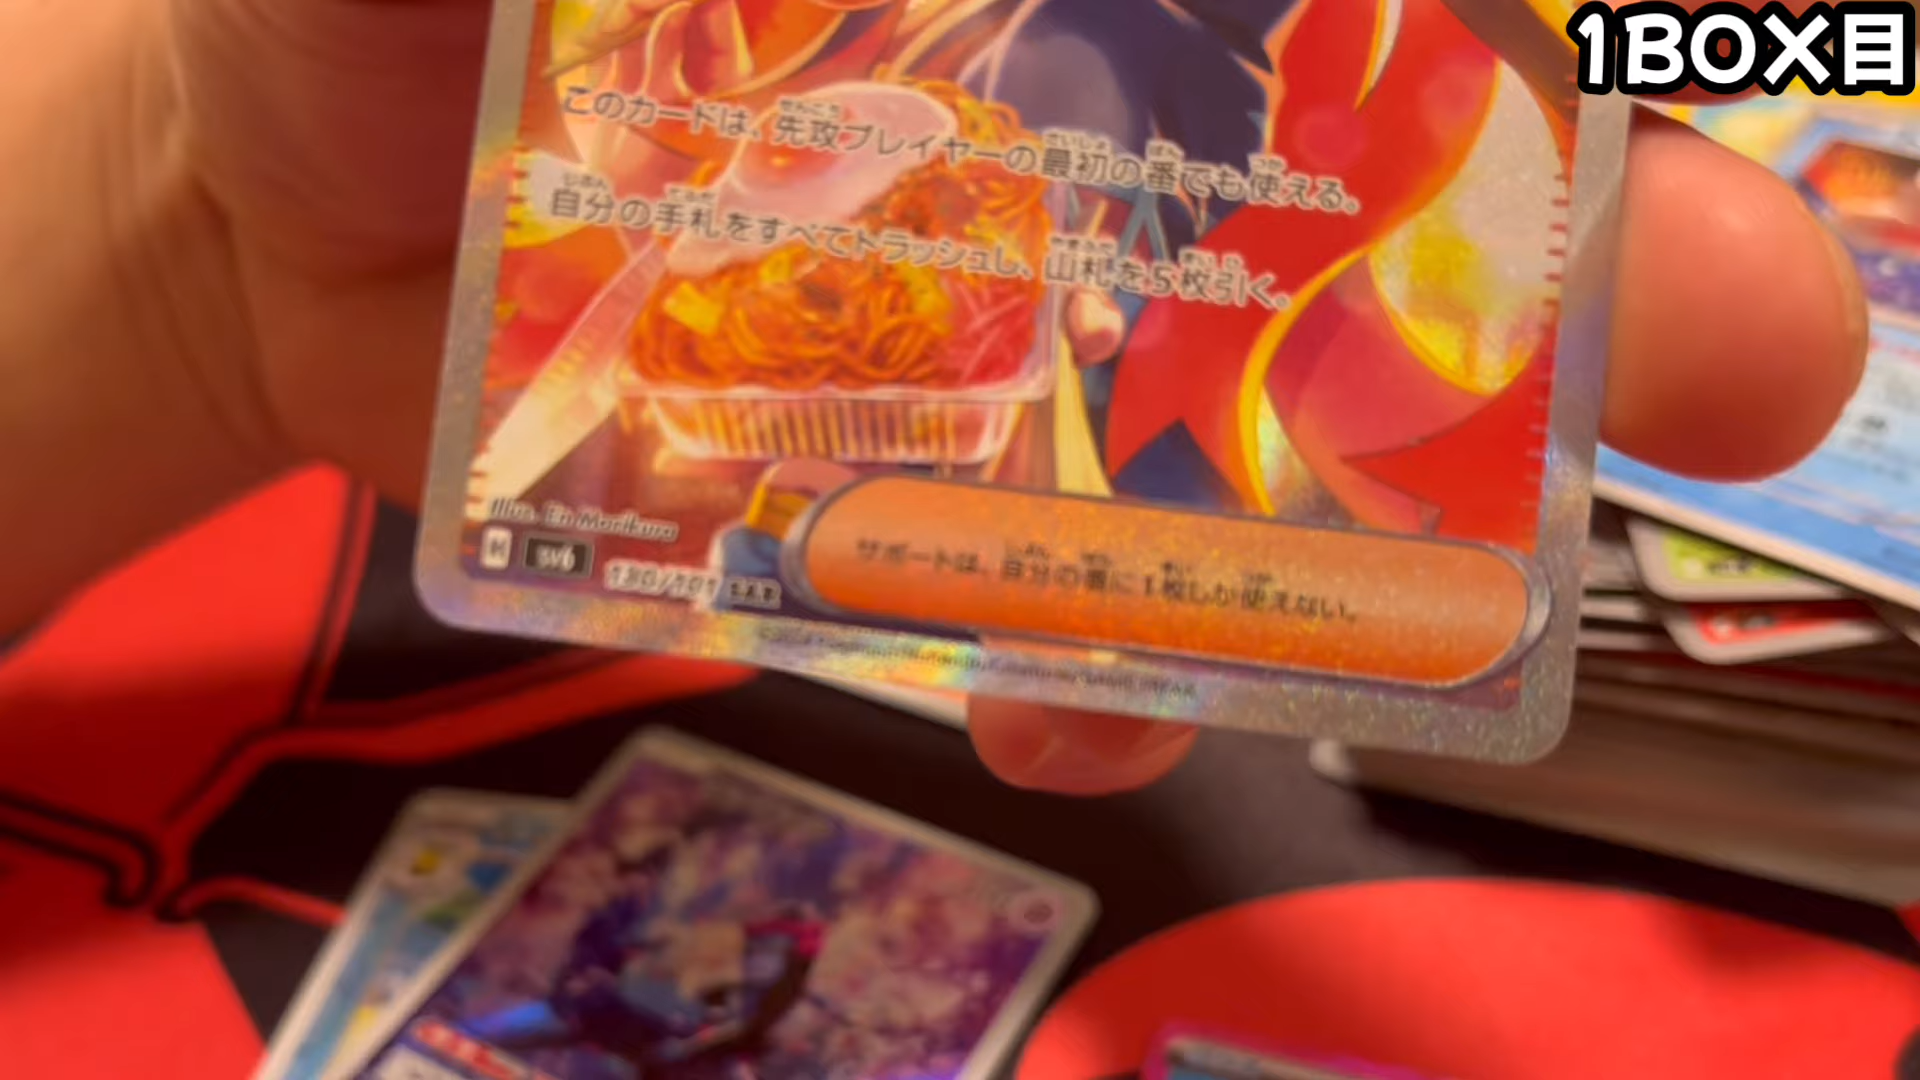 1BOX目
このカードは、先攻プレイヤーの最初の番でも使える。
自分の手札をすべてトラッシュし、山札を5枚引く。
Illus. En Morikura
H sv6 130/101 SAR
サポートは、自分の番に1枚しか使えない。